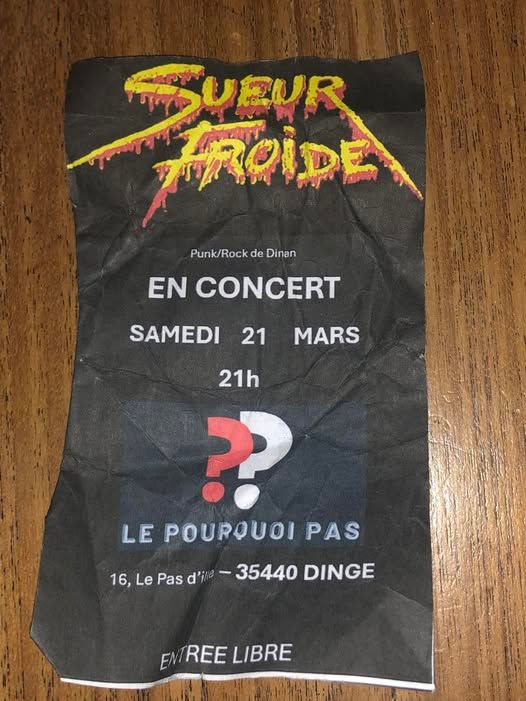 SUEUR
FROIDE
Punk/Rock de Dinan
EN CONCERT
SAMEDI 21 MARS
21h
??
LE POURQUOI PAS
16, Le Pas d'ille – 35440 DINGE
ENTREE LIBRE